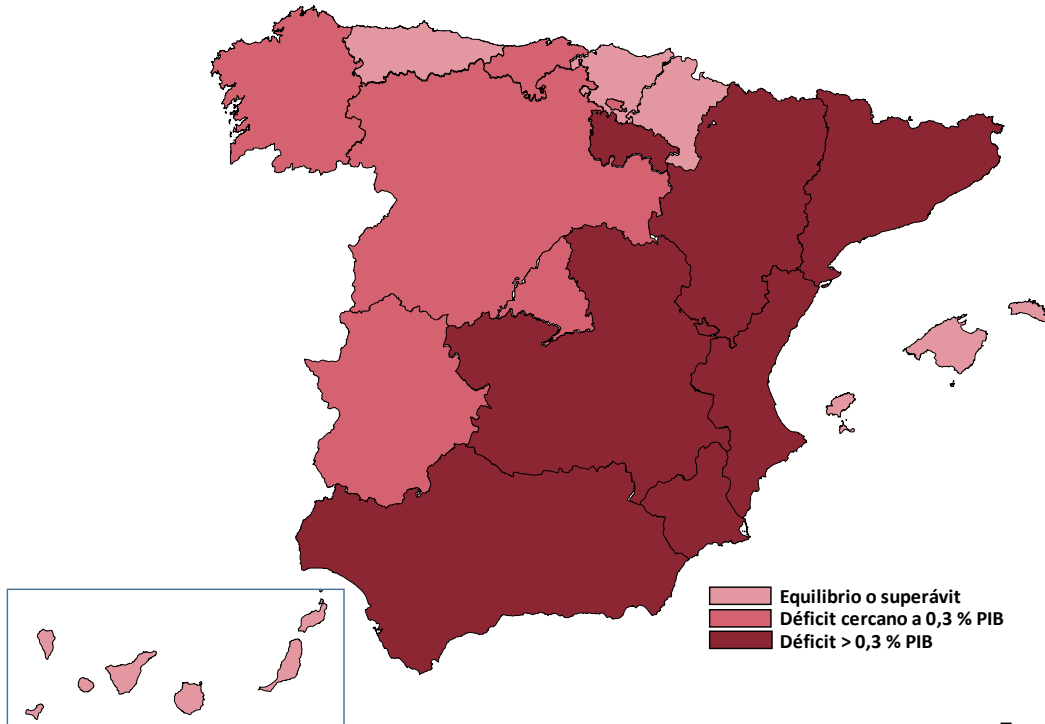 Equilibrio o superávit
Déficit cercano a 0,3 % PIB
Déficit > 0,3 % PIB